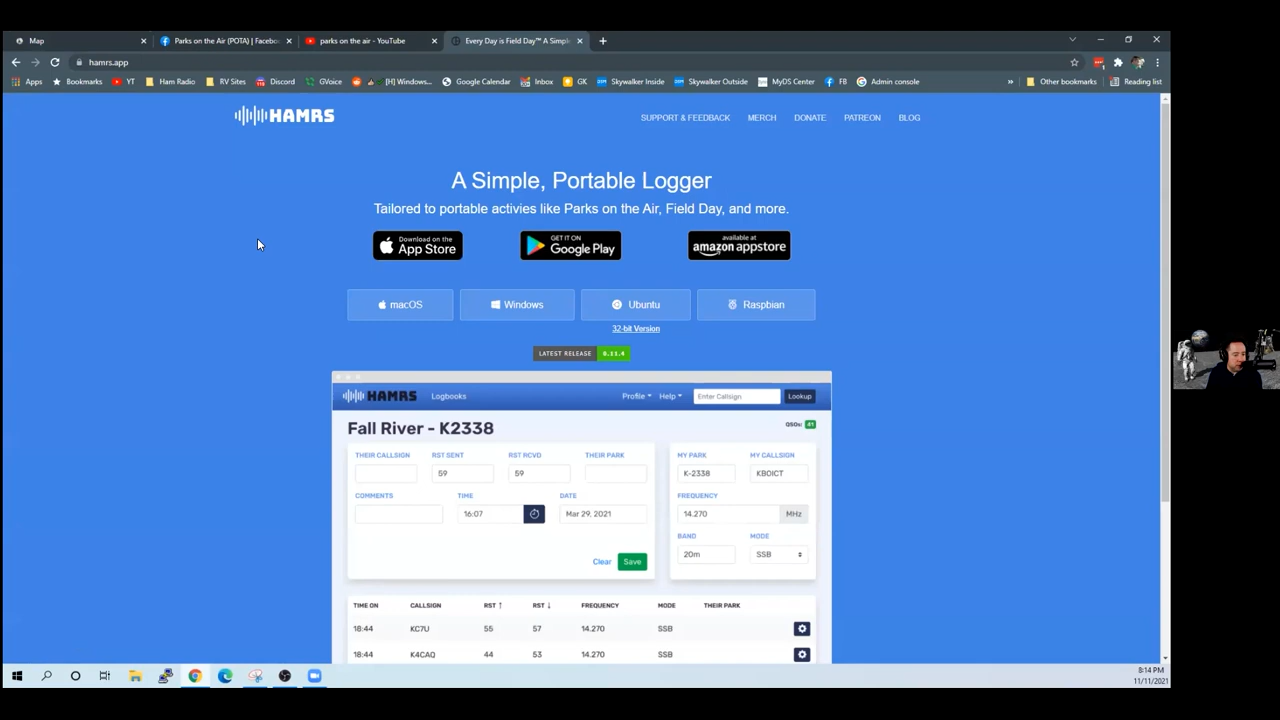 Map
Parks on the Air (POTA) | Facebo
parks on the air - YouTube
Every Day is Field Day™ A Simpl
hamrs.app
Apps
Bookmarks
YT
Ham Radio
RV Sites
Discord
GVoice
[H] Windows...
Google Calendar
Inbox
GK
Skywalker Inside
Skywalker Outside
MyDS Center
FB
Admin console
»
Other bookmarks
Reading list
HAMRS
SUPPORT & FEEDBACK
MERCH
DONATE
PATREON
BLOG
A Simple, Portable Logger
Tailored to portable activies like Parks on the Air, Field Day, and more.
Download on the
App Store
GET IT ON
Google Play
available at
amazon appstore
macOS
Windows
Ubuntu
Raspbian
32-bit Version
LATEST RELEASE 0.11.4
HAMRS
Logbooks
Profile
Help
Enter Callsign
Lookup
Fall River - K2338
QSOs: 41
THEIR CALLSIGN
RST SENT
RST RCVD
THEIR PARK
59
59
COMMENTS
TIME
DATE
16:07
Mar 29, 2021
Clear
Save
MY PARK
MY CALLSIGN
K-2338
KB0ICT
FREQUENCY
14.270
MHz
BAND
MODE
20m
SSB
TIME ON CALLSIGN RST ↑ RST ↓ FREQUENCY MODE THEIR PARK
18:44 KC7U 55 57 14.270 SSB
18:44 K4CAQ 44 53 14.270 SSB
8:14 PM
11/11/2021